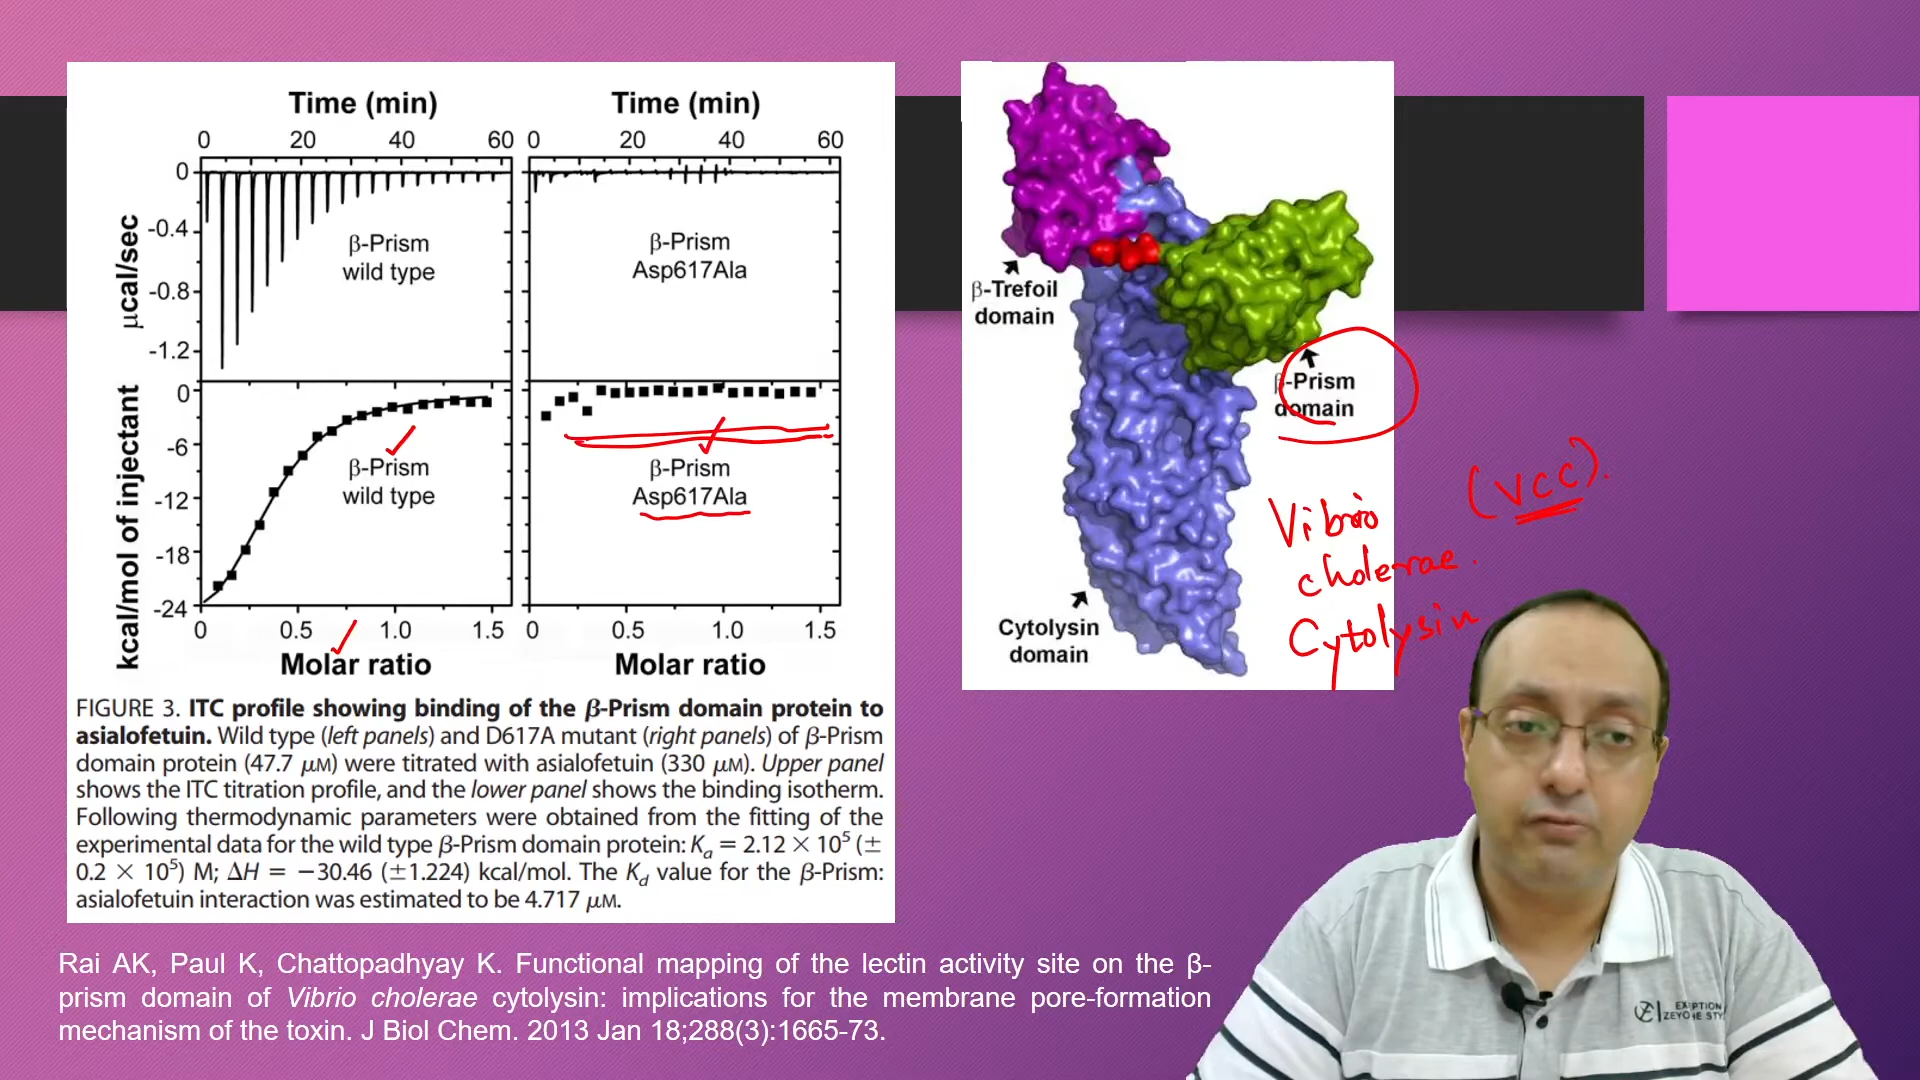 Time (min)
Time (min)
0 20 40 60
0 20 40 60
0
-0.4
-0.8
-1.2
μcal/sec
β-Prism
wild type
β-Prism
Asp617Ala
0
-6
-12
-18
-24
kcal/mol of injectant
β-Prism
wild type
β-Prism
Asp617Ala
0 0.5 1.0 1.5
0 0.5 1.0 1.5
Molar ratio
Molar ratio
FIGURE 3. ITC profile showing binding of the β-Prism domain protein to
asialofetuin. Wild type (left panels) and D617A mutant (right panels) of β-Prism
domain protein (47.7 μM) were titrated with asialofetuin (330 μM). Upper panel
shows the ITC titration profile, and the lower panel shows the binding isotherm.
Following thermodynamic parameters were obtained from the fitting of the
experimental data for the wild type β-Prism domain protein: Ka = 2.12 × 10⁵ (±
0.2 × 10⁵) M; ΔH = −30.46 (±1.224) kcal/mol. The Kd value for the β-Prism:
asialofetuin interaction was estimated to be 4.717 μM.
β-Trefoil
domain
β-Prism
domain
Cytolysin
domain
Vibrio
cholerae.
Cytolysin
(VCC).
Rai AK, Paul K, Chattopadhyay K. Functional mapping of the lectin activity site on the β-
prism domain of Vibrio cholerae cytolysin: implications for the membrane pore-formation
mechanism of the toxin. J Biol Chem. 2013 Jan 18;288(3):1665-73.